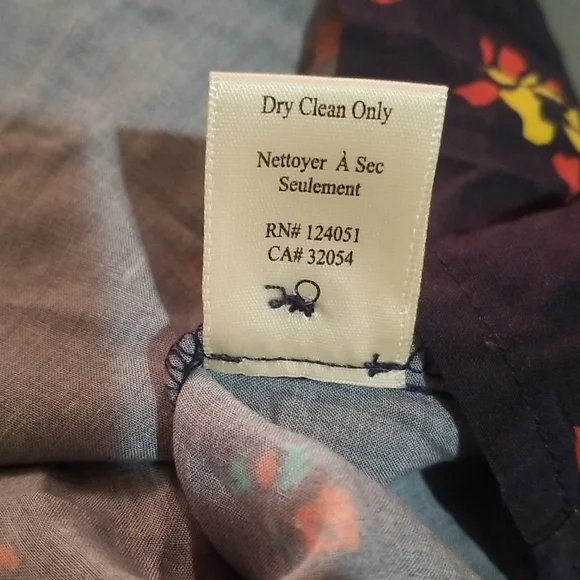 Dry Clean Only
Nettoyer À Sec
Seulement
RN# 124051
CA# 32054